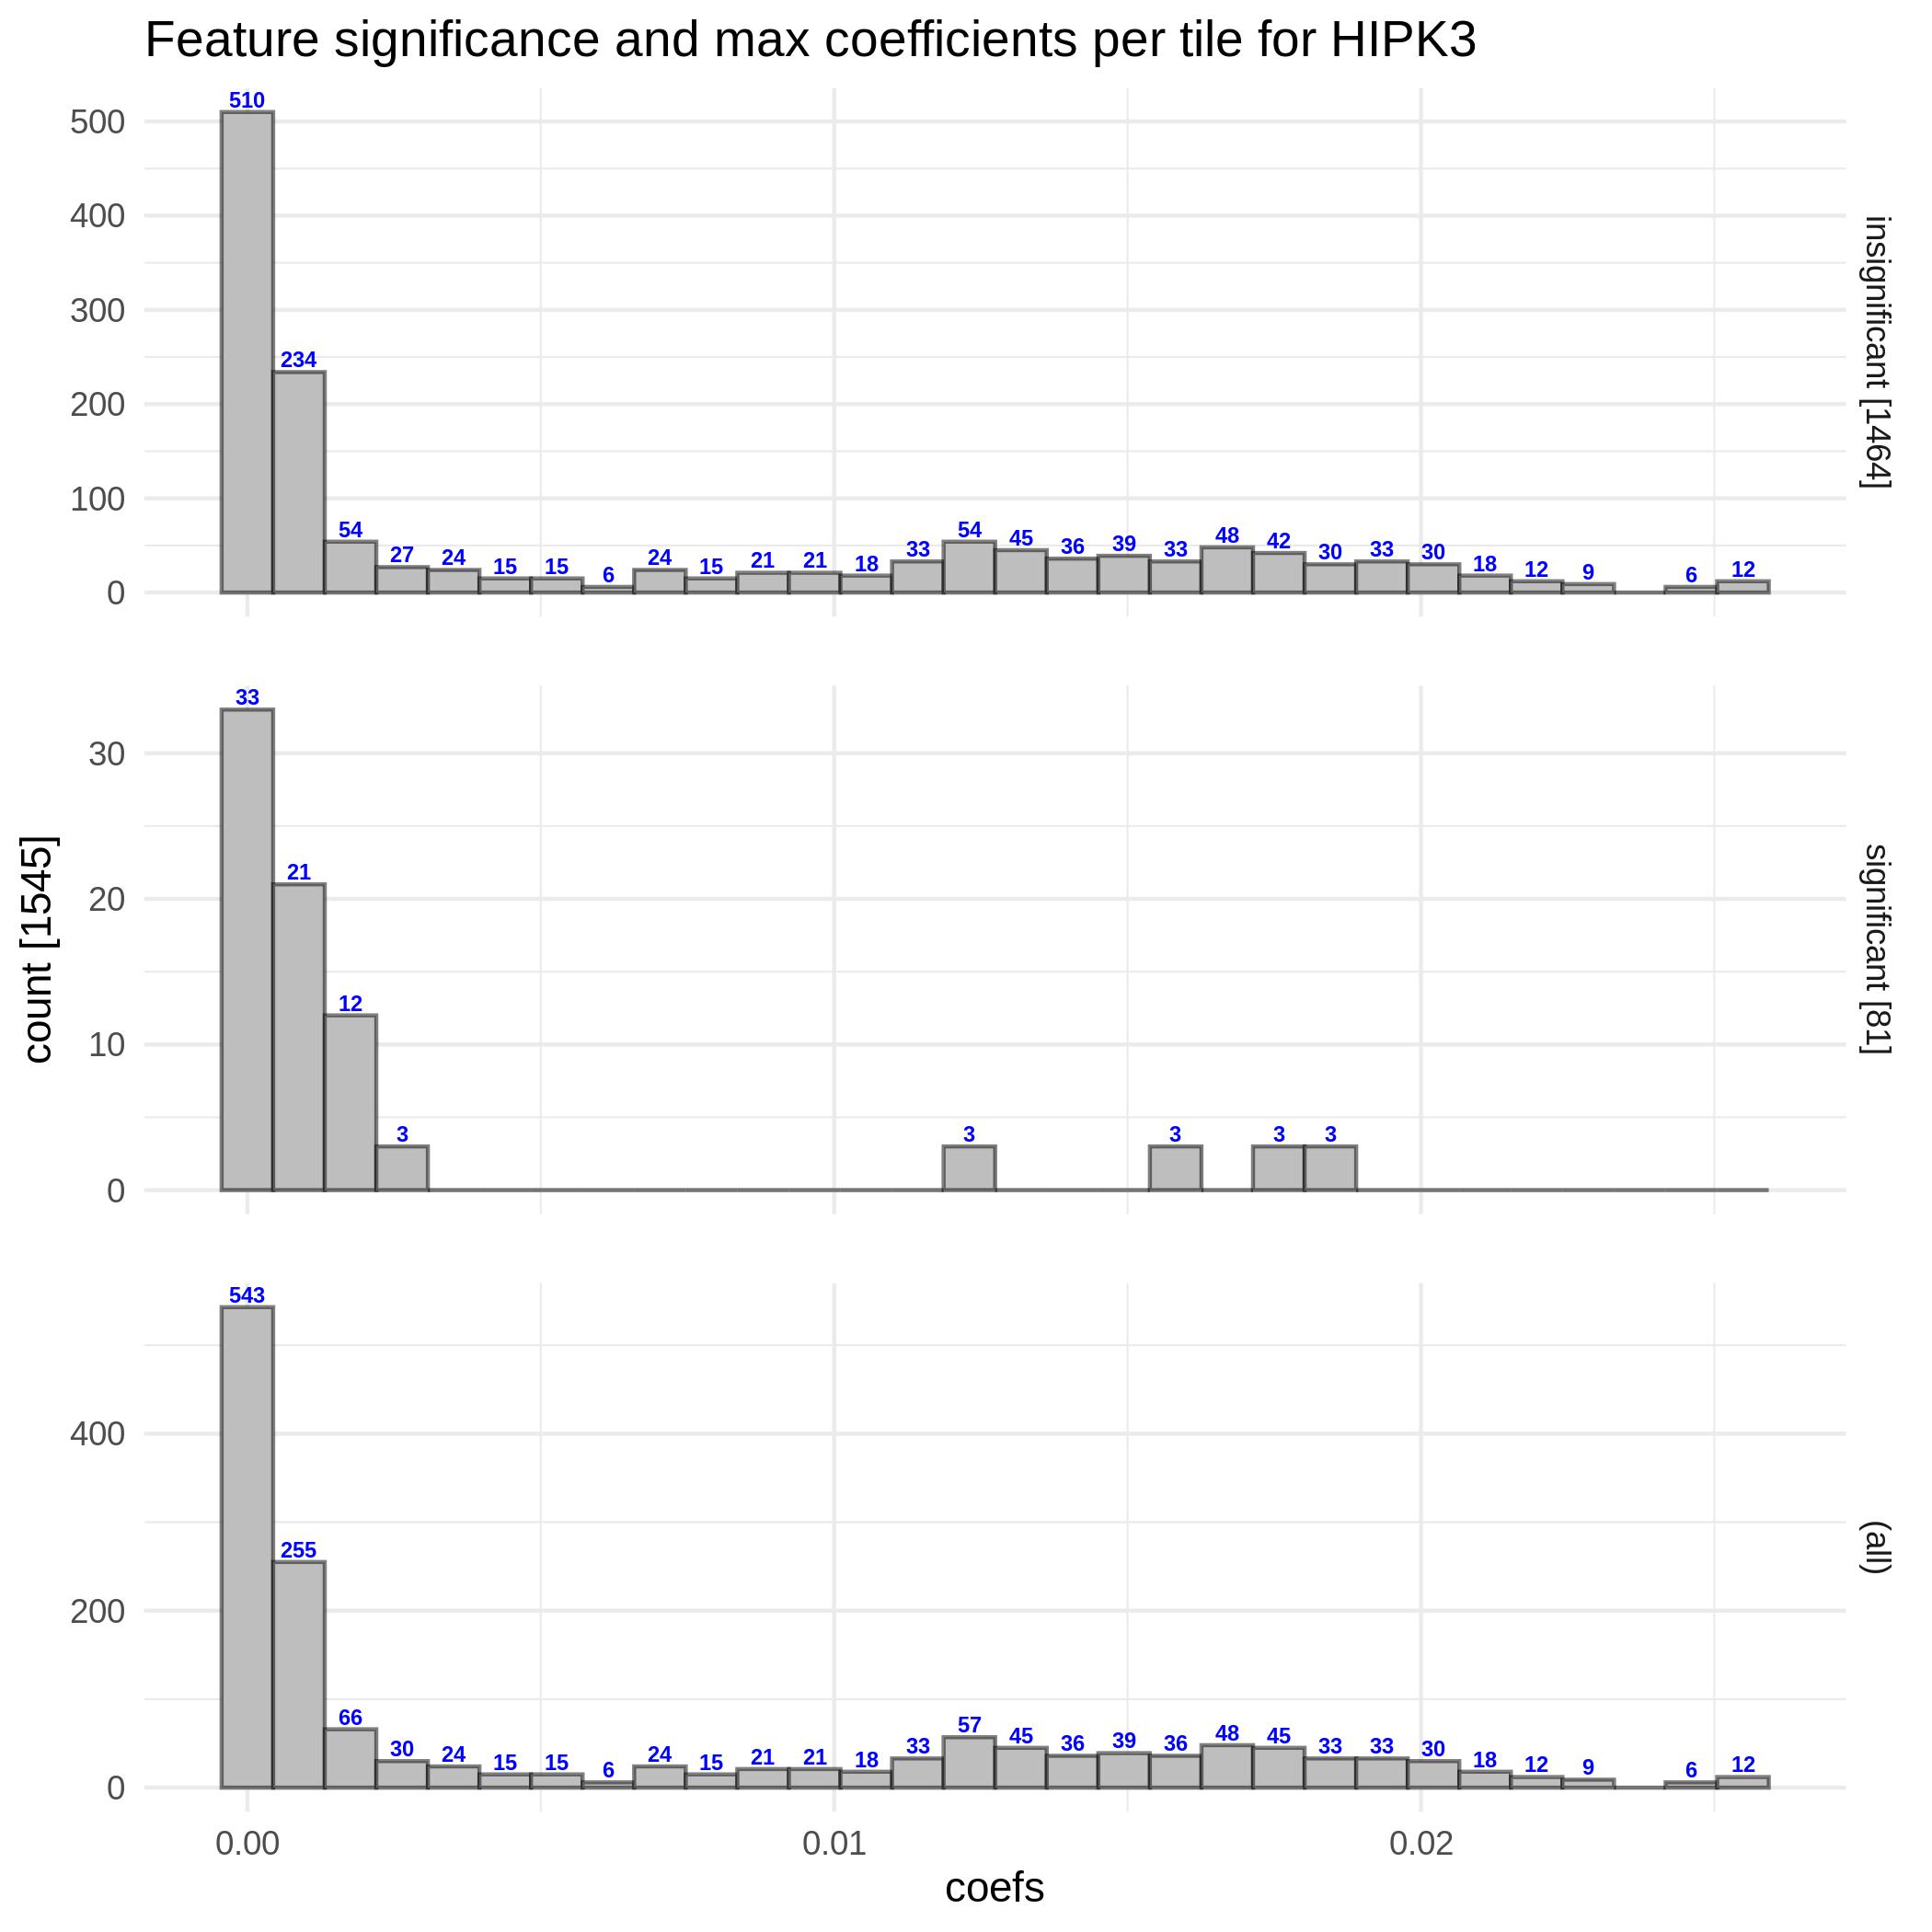 Feature significance and max coefficients per tile for HIPK3
510
500
400
300
234
200
100
54 27 24 15 15 6 24 15 21 21 18 33 54 45 36 39 33 48 42 30 33 30 18 12 9 6 12
0
insignificant [1464]
33
30
21
20
12
10
3 3 3 3 3
0
significant [81]
count [1545]
543
400
255
200
66 30 24 15 15 6 24 15 21 21 18 33 57 45 36 39 36 48 45 33 33 30 18 12 9 6 12
0
(all)
0.00 0.01 0.02
coefs